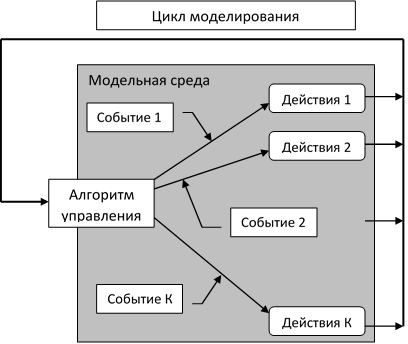 Цикл моделирования
Модельная среда
Событие 1
Действия 1
Действия 2
Алгоритм
управления
Событие 2
Событие К
Действия К